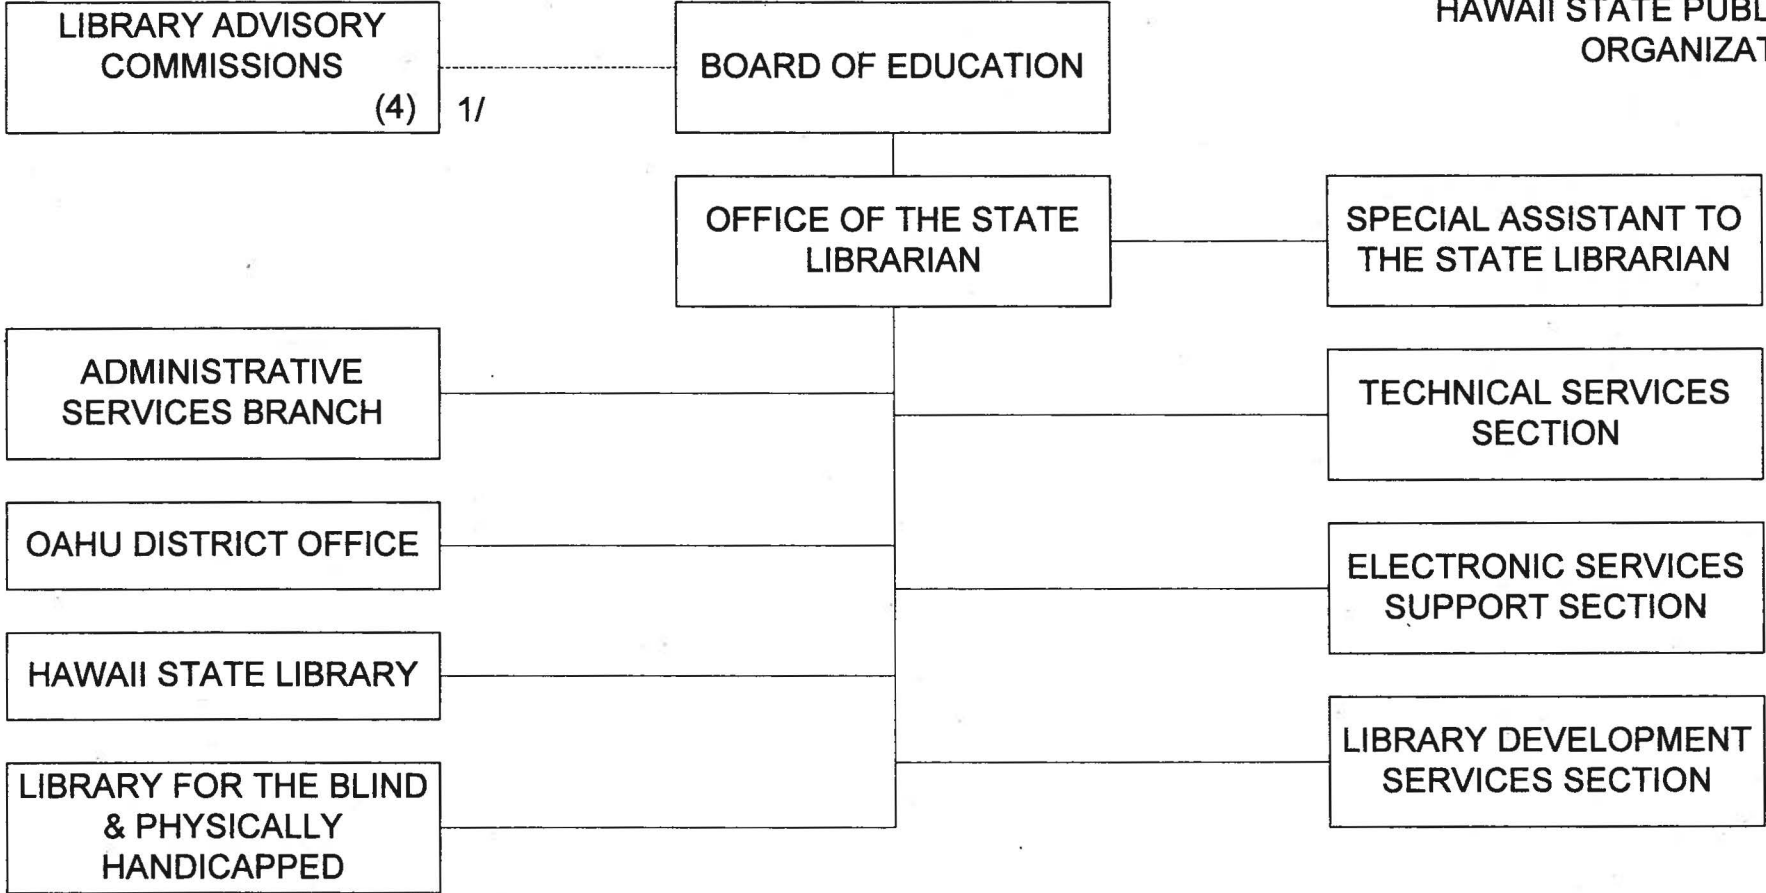 LIBRARY ADVISORY
COMMISSIONS
(4) 1/
BOARD OF EDUCATION
HAWAII STATE PUBL
ORGANIZAT
OFFICE OF THE STATE
LIBRARIAN
SPECIAL ASSISTANT TO
THE STATE LIBRARIAN
ADMINISTRATIVE
SERVICES BRANCH
TECHNICAL SERVICES
SECTION
OAHU DISTRICT OFFICE
ELECTRONIC SERVICES
SUPPORT SECTION
HAWAII STATE LIBRARY
LIBRARY DEVELOPMENT
SERVICES SECTION
LIBRARY FOR THE BLIND
& PHYSICALLY
HANDICAPPED